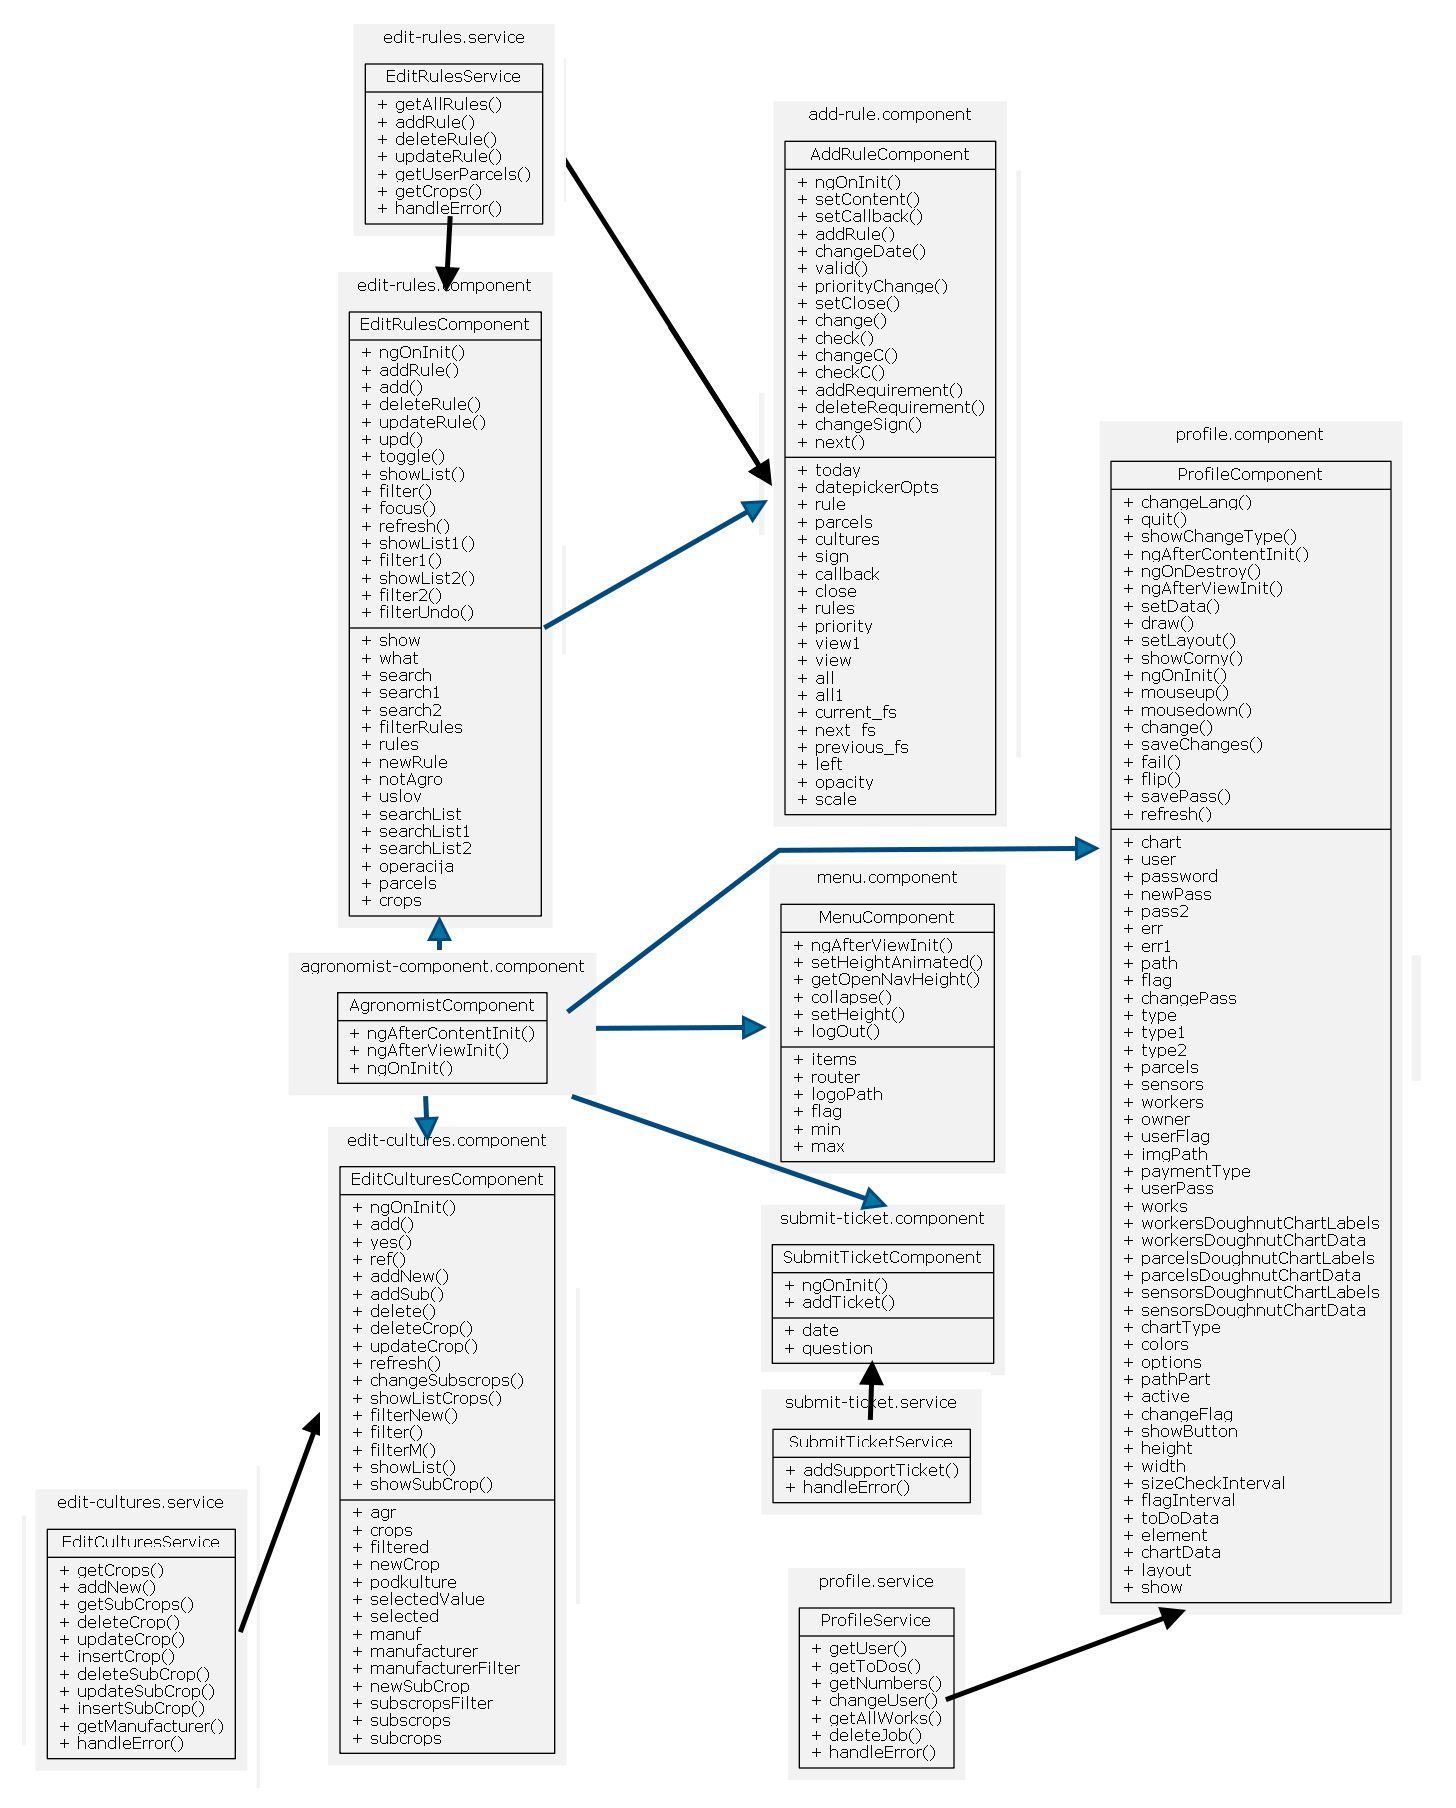 edit-rules.service
EditRulesService
+ getAllRules()
+ addRule()
+ deleteRule()
+ updateRule()
+ getUserParcels()
+ getCrops()
+ handleError()
edit-rules.component
EditRulesComponent
+ ngOnInit()
+ addRule()
+ add()
+ deleteRule()
+ updateRule()
+ upd()
+ toggle()
+ showList()
+ filter()
+ focus()
+ refresh()
+ showList1()
+ filter1()
+ showList2()
+ filter2()
+ filterUndo()
+ show
+ what
+ search
+ search1
+ search2
+ filterRules
+ rules
+ newRule
+ notAgro
+ uslov
+ searchList
+ searchList1
+ searchList2
+ operacija
+ parcels
+ crops
agronomist-component.component
AgronomistComponent
+ ngAfterContentInit()
+ ngAfterViewInit()
+ ngOnInit()
edit-cultures.component
EditCulturesComponent
+ ngOnInit()
+ add()
+ yes()
+ ref()
+ addNew()
+ addSub()
+ delete()
+ deleteCrop()
+ updateCrop()
+ refresh()
+ changeSubscrops()
+ showListCrops()
+ filterNew()
+ filter()
+ filterM()
+ showList()
+ showSubCrop()
+ agr
+ crops
+ filtered
+ newCrop
+ podkulture
+ selectedValue
+ selected
+ manuf
+ manufacturer
+ manufacturerFilter
+ newSubCrop
+ subscropsFilter
+ subscrops
+ subcrops
edit-cultures.service
EditCulturesService
+ getCrops()
+ addNew()
+ getSubCrops()
+ deleteCrop()
+ updateCrop()
+ insertCrop()
+ deleteSubCrop()
+ updateSubCrop()
+ insertSubCrop()
+ getManufacturer()
+ handleError()
add-rule.component
AddRuleComponent
+ ngOnInit()
+ setContent()
+ setCallback()
+ addRule()
+ changeDate()
+ valid()
+ priorityChange()
+ setClose()
+ change()
+ check()
+ changeC()
+ checkC()
+ addRequirement()
+ deleteRequirement()
+ changeSign()
+ next()
+ today
+ datepickerOpts
+ rule
+ parcels
+ cultures
+ sign
+ callback
+ close
+ rules
+ priority
+ view1
+ view
+ all
+ all1
+ current_fs
+ next_fs
+ previous_fs
+ left
+ opacity
+ scale
menu.component
MenuComponent
+ ngAfterViewInit()
+ setHeightAnimated()
+ getOpenNavHeight()
+ collapse()
+ setHeight()
+ logOut()
+ items
+ router
+ logoPath
+ flag
+ min
+ max
submit-ticket.component
SubmitTicketComponent
+ ngOnInit()
+ addTicket()
+ date
+ question
submit-ticket.service
SubmitTicketService
+ addSupportTicket()
+ handleError()
profile.service
ProfileService
+ getUser()
+ getToDos()
+ getNumbers()
+ changeUser()
+ getAllWorks()
+ deleteJob()
+ handleError()
profile.component
ProfileComponent
+ changeLang()
+ quit()
+ showChangeType()
+ ngAfterContentInit()
+ ngOnDestroy()
+ ngAfterViewInit()
+ setData()
+ draw()
+ setLayout()
+ showCorny()
+ ngOnInit()
+ mouseup()
+ mousedown()
+ change()
+ saveChanges()
+ fail()
+ flip()
+ savePass()
+ refresh()
+ chart
+ user
+ password
+ newPass
+ pass2
+ err
+ err1
+ path
+ flag
+ changePass
+ type
+ type1
+ type2
+ parcels
+ sensors
+ workers
+ owner
+ userFlag
+ imgPath
+ paymentType
+ userPass
+ works
+ workersDoughnutChartLabels
+ workersDoughnutChartData
+ parcelsDoughnutChartLabels
+ parcelsDoughnutChartData
+ sensorsDoughnutChartLabels
+ sensorsDoughnutChartData
+ chartType
+ colors
+ options
+ pathPart
+ active
+ changeFlag
+ showButton
+ height
+ width
+ sizeCheckInterval
+ flagInterval
+ toDoData
+ element
+ chartData
+ layout
+ show